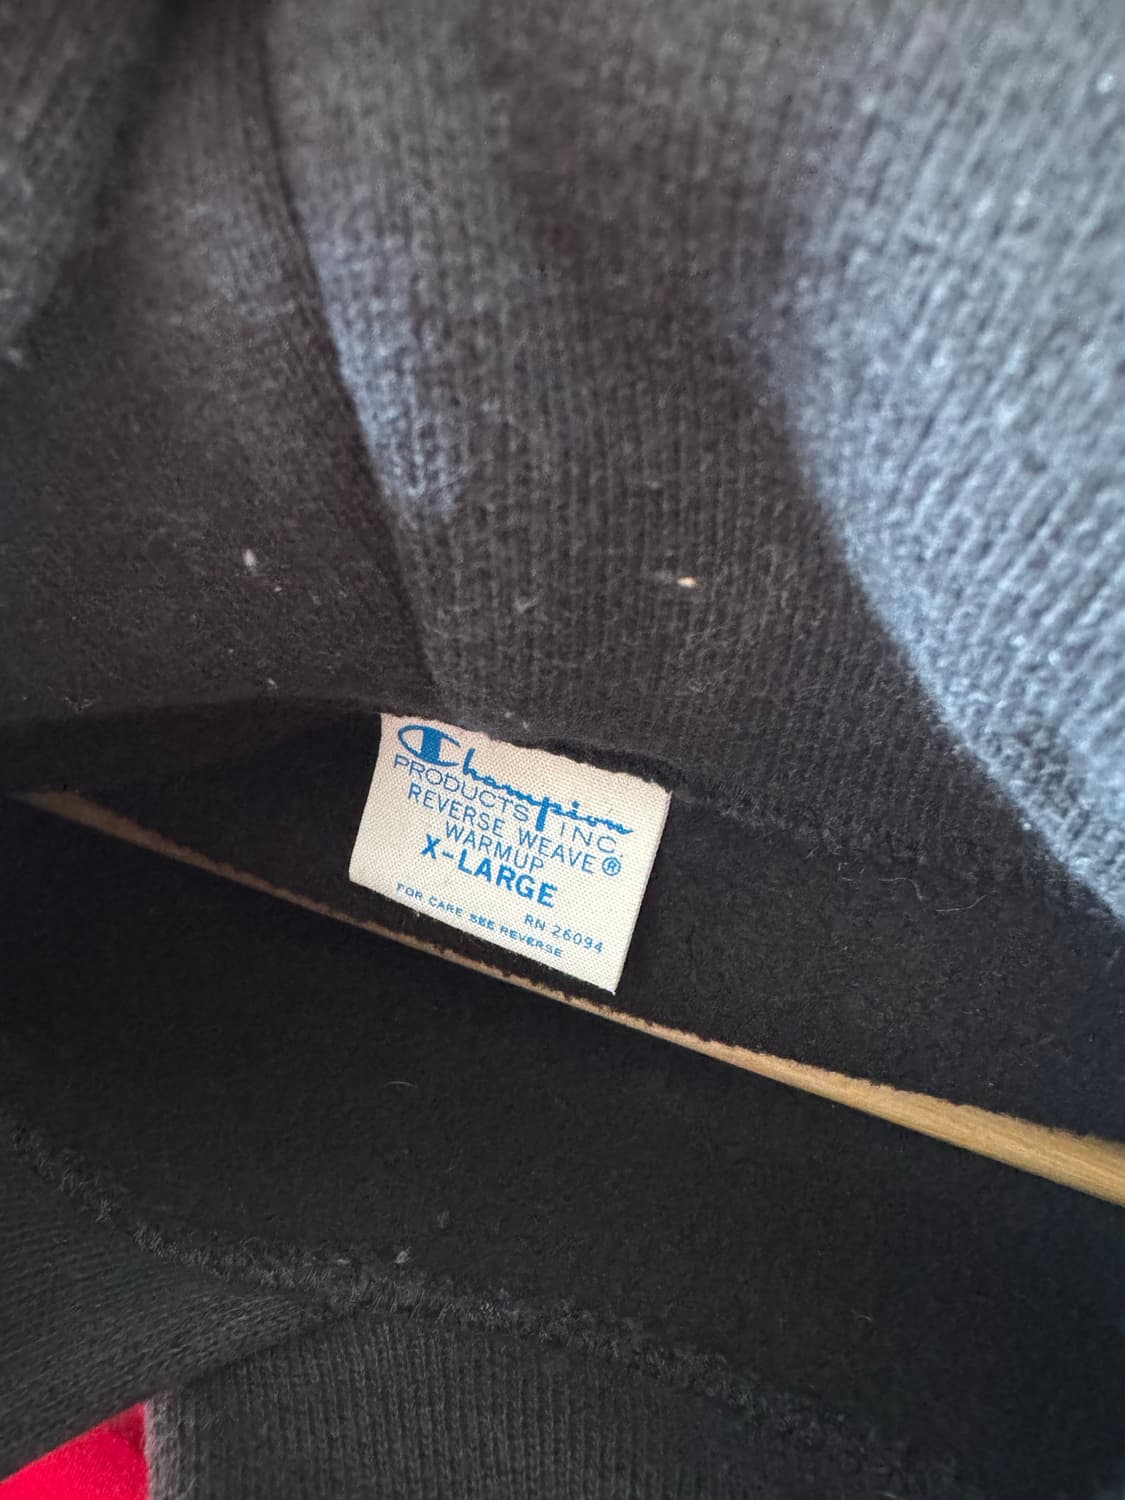 Champion
PRODUCTS INC.
REVERSE WEAVE®
WARMUP
X-LARGE
RN 26094
FOR CARE SEE REVERSE